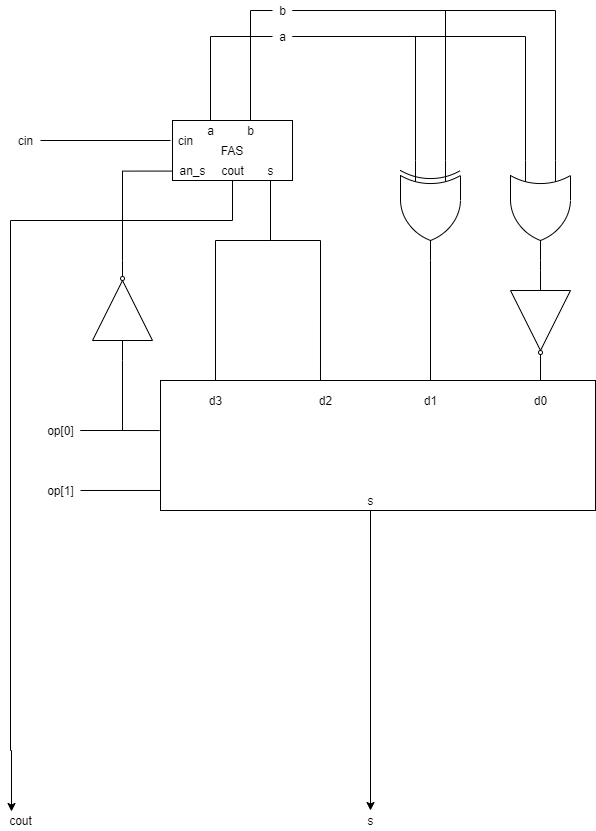 b
a
a b
cin cin
FAS
an_s cout s
d3 d2 d1 d0
op[0]
op[1]
s
cout s